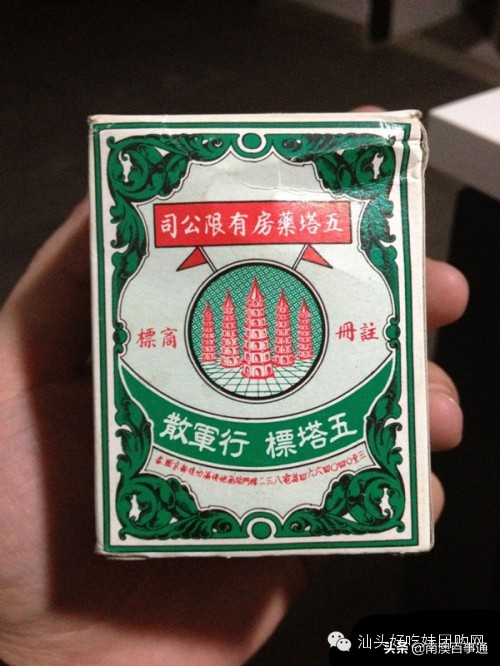 五塔藥房有限公司
註冊 商標
五塔標 行軍散
汕头好吃妹团购网
头条 @南澳百事通